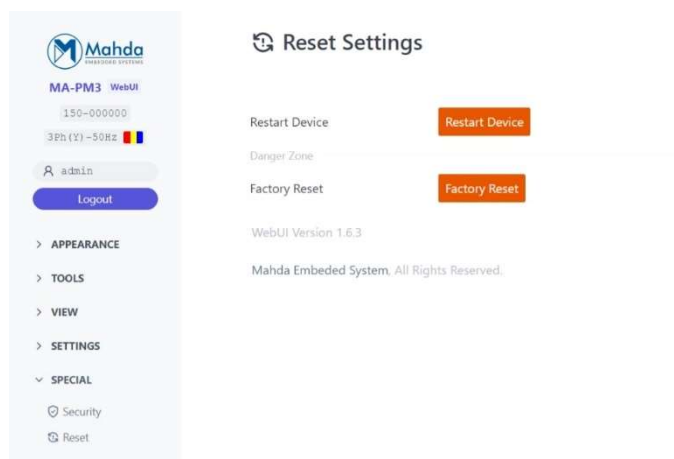 Mahda
EMBEDDED SYSTEMS
MA-PM3 WebUI
150-000000
3Ph(Y)-50Hz
admin
Logout
> APPEARANCE
> TOOLS
> VIEW
> SETTINGS
SPECIAL
Security
Reset
Reset Settings
Restart Device Restart Device
Danger Zone
Factory Reset Factory Reset
WebUI Version 1.6.3
Mahda Embeded System, All Rights Reserved.